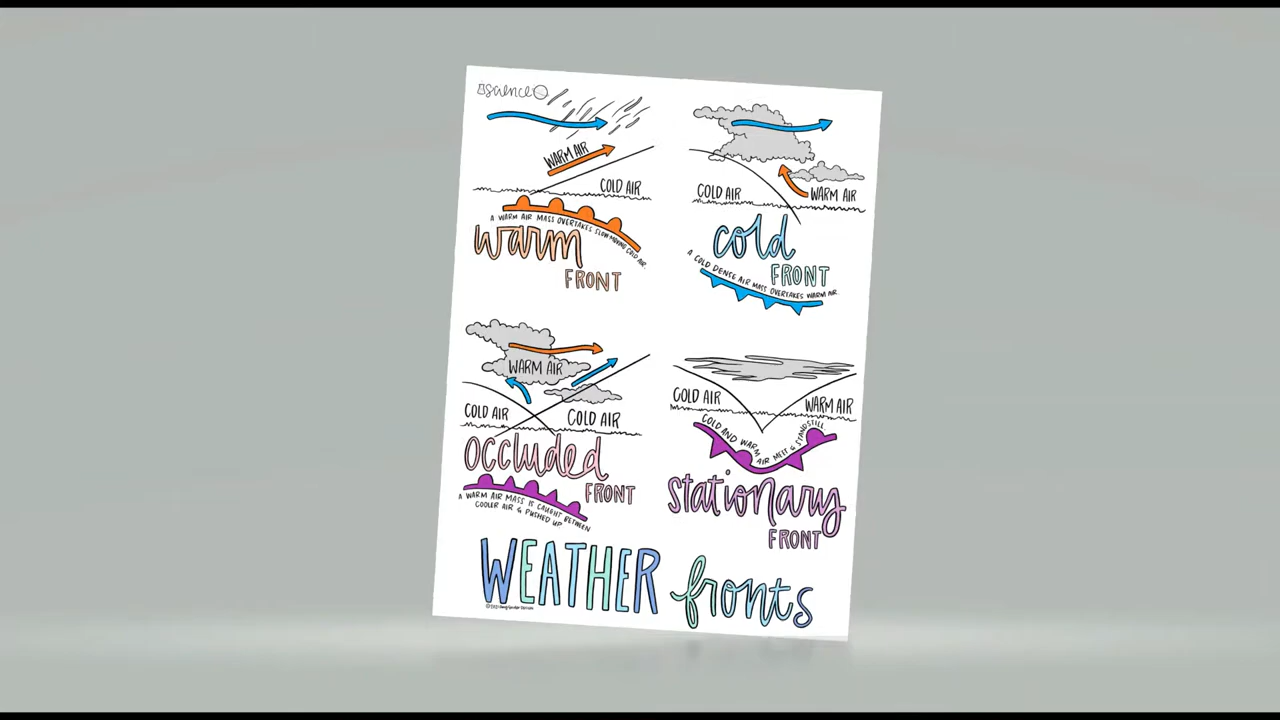 science
WARM AIR
COLD AIR
A WARM AIR MASS OVERTAKES SLOW MOVING COLD AIR.
warm
FRONT
COLD AIR
WARM AIR
cold
FRONT
A COLD DENSE AIR MASS OVERTAKES WARM AIR.
WARM AIR
COLD AIR
COLD AIR
occluded
FRONT
A WARM AIR MASS IS CAUGHT BETWEEN
COOLER AIR & PUSHED UP
COLD AIR
WARM AIR
COLD AND WARM AIR MEET & STANDSTILL
stationary
FRONT
WEATHER fronts